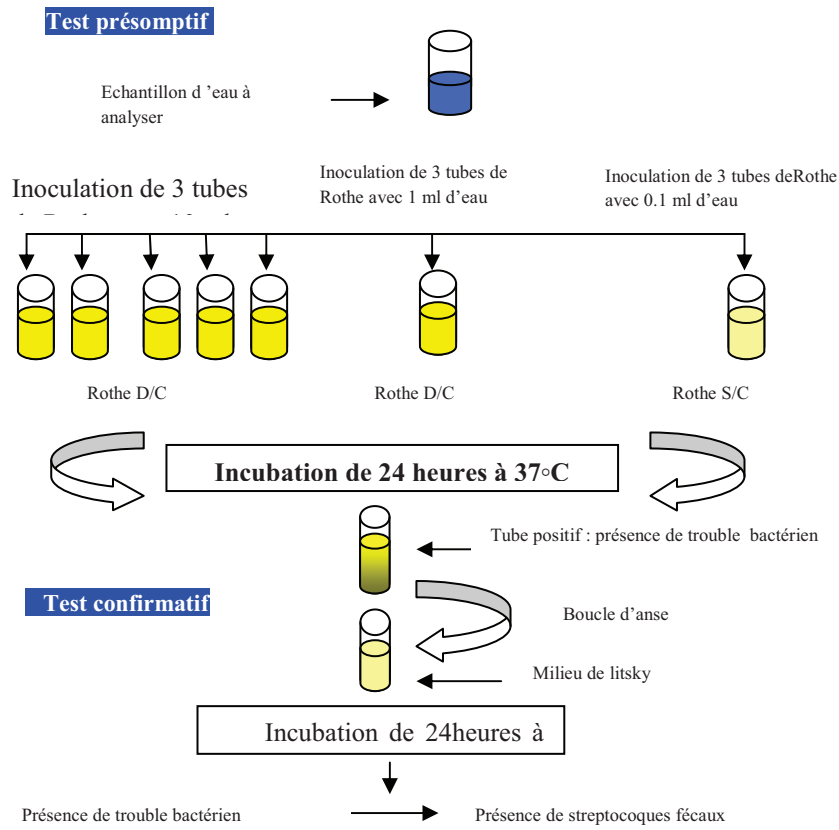 Test présomptif
Echantillon d ’eau à
analyser
Inoculation de 3 tubes
Inoculation de 3 tubes de
Rothe avec 1 ml d’eau
Inoculation de 3 tubes deRothe
avec 0.1 ml d’eau
Rothe D/C
Rothe D/C
Rothe S/C
Incubation de 24 heures à 37◦C
Tube positif : présence de trouble bactérien
Test confirmatif
Boucle d’anse
Milieu de litsky
Incubation de 24heures à
Présence de trouble bactérien
Présence de streptocoques fécaux